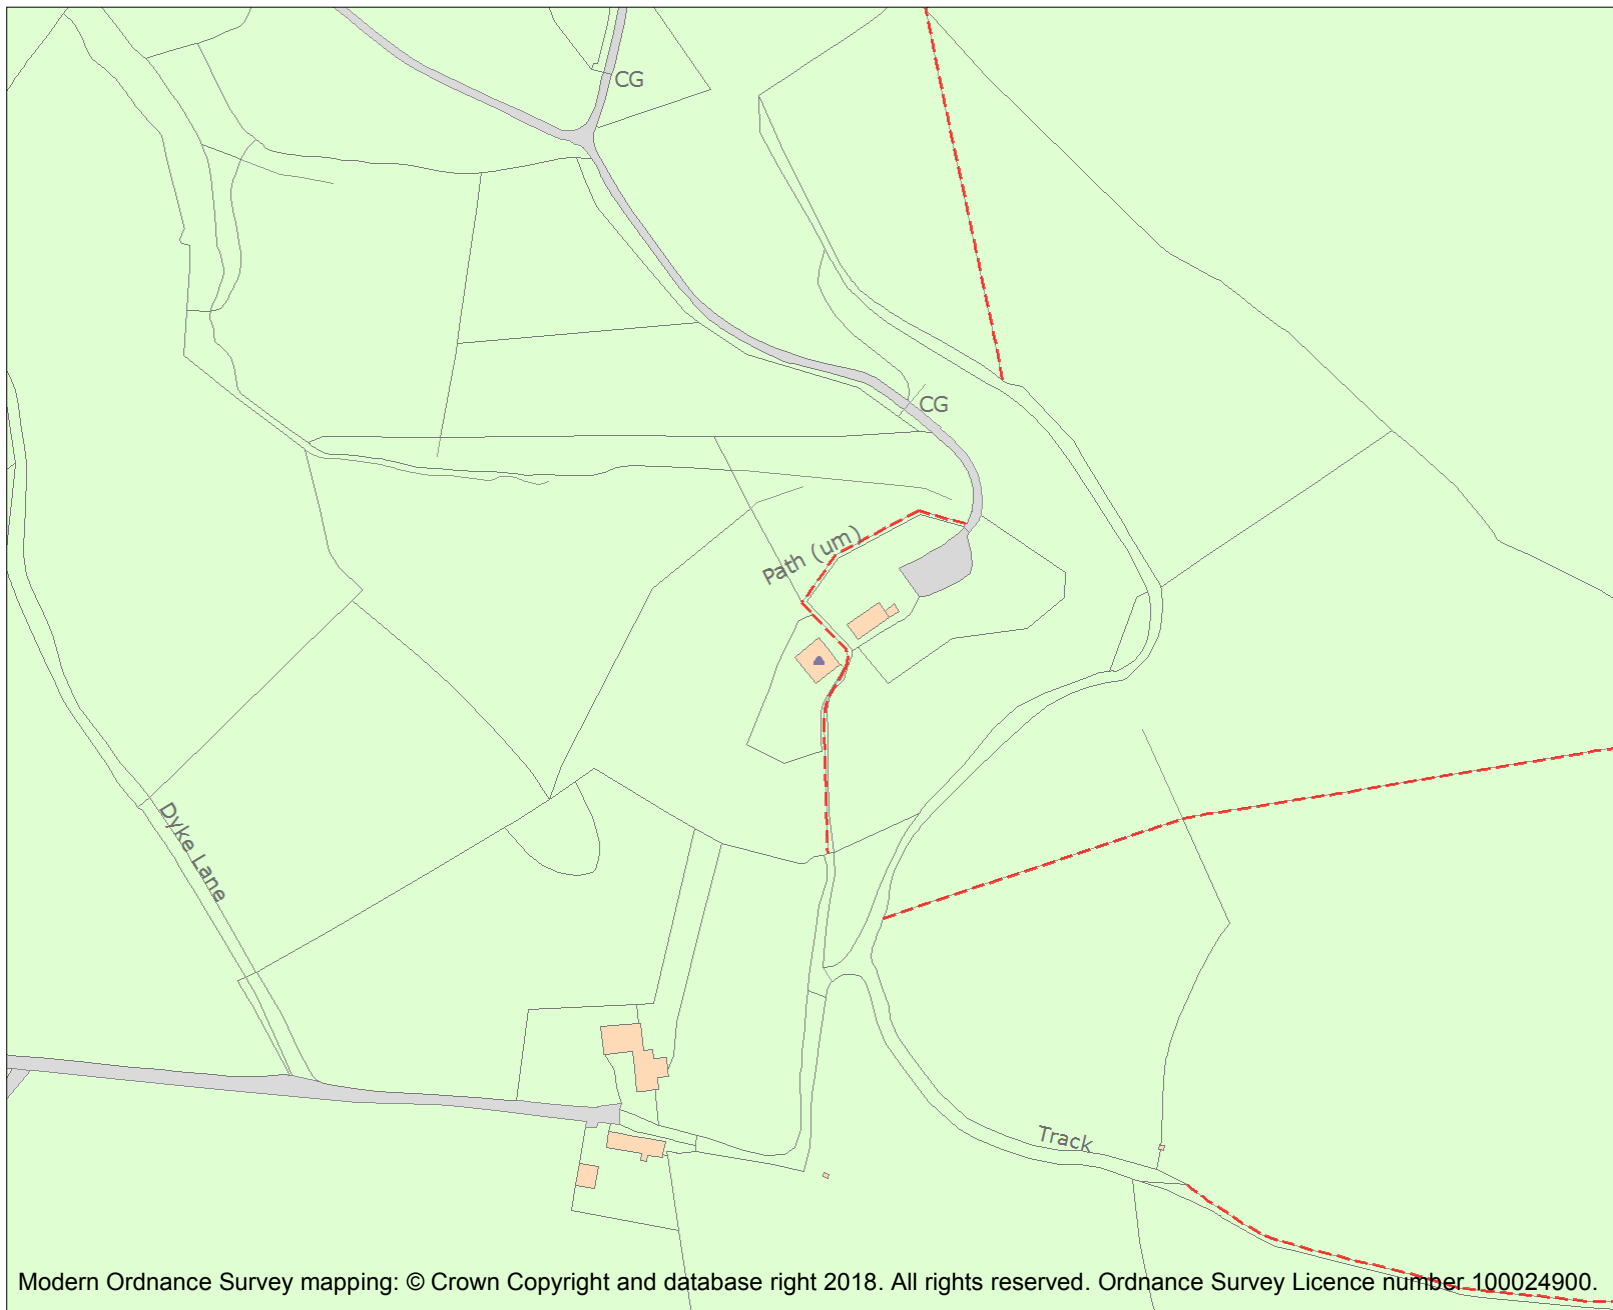 CG
CG
Path (um)
Dyke Lane
Track
Modern Ordnance Survey mapping: © Crown Copyright and database right 2018. All rights reserved. Ordnance Survey Licence number 100024900.